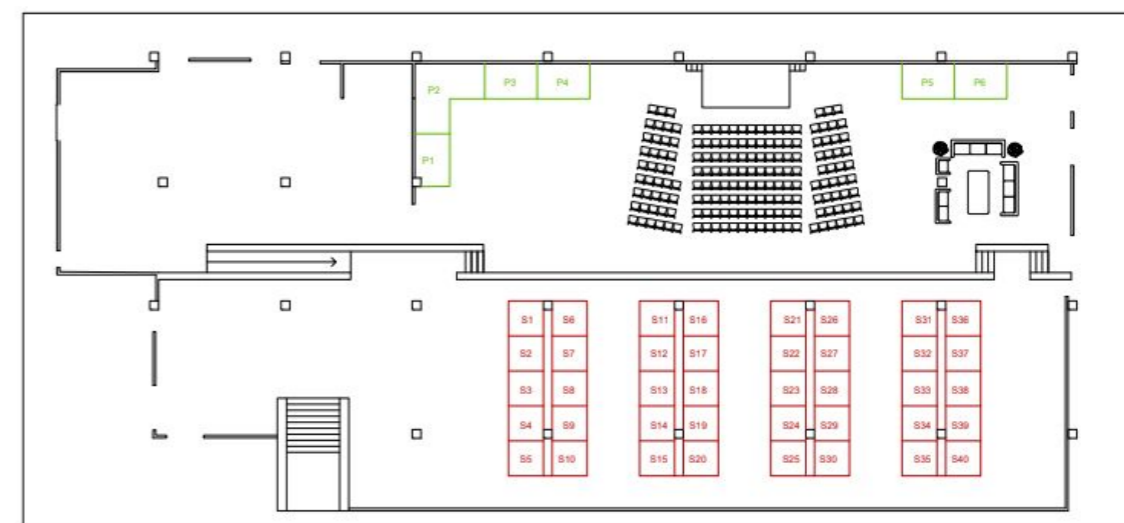 P2 P3 P4 P5 P6
P1
S1 S6 S11 S16 S21 S26 S31 S36
S2 S7 S12 S17 S22 S27 S32 S37
S3 S8 S13 S18 S23 S28 S33 S38
S4 S9 S14 S19 S24 S29 S34 S39
S5 S10 S15 S20 S25 S30 S35 S40